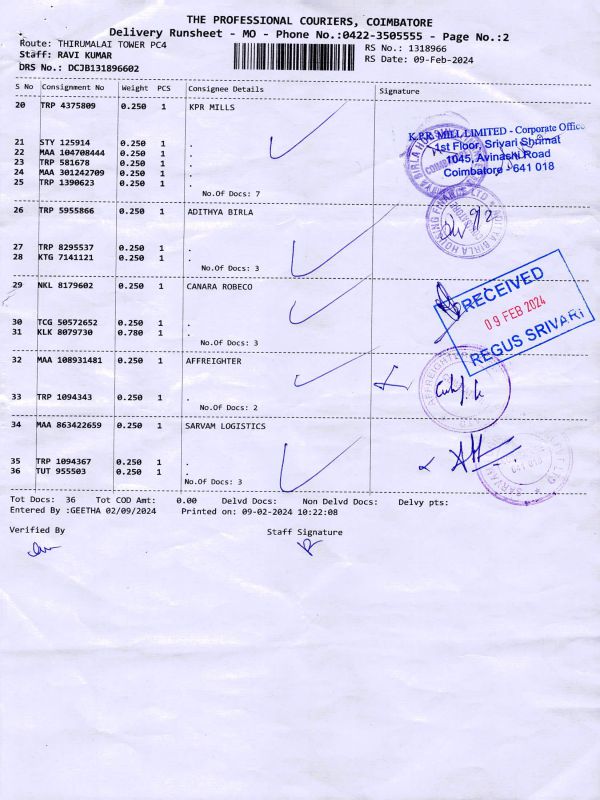 THE PROFESSIONAL COURIERS, COIMBATORE
Delivery Runsheet - MO - Phone No.:0422-3505555 - Page No.:2
Route: THIRUMALAI TOWER PC4
RS No.: 1318966
Staff: RAVI KUMAR
RS Date: 09-Feb-2024
DRS No.: DCJB131896602
S No Consignment No Weight PCS Consignee Details Signature
20 TRP 4375809 0.250 1 KPR MILLS
K.P.R. MILL LIMITED - Corporate Office
1st Floor, Srivari Shrimat
1045, Avinashi Road
Coimbatore - 641 018
21 STY 125914 0.250 1 .
22 MAA 104708444 0.250 1 .
23 TRP 581678 0.250 1 .
24 MAA 301242709 0.250 1 .
25 TRP 1390623 0.250 1 .
No.Of Docs: 7
26 TRP 5955866 0.250 1 ADITHYA BIRLA
27 TRP 8295537 0.250 1 .
28 KTG 7141121 0.250 1 .
No.Of Docs: 3
29 NKL 8179602 0.250 1 CANARA ROBECO
RECEIVED
09 FEB 2024
REGUS SRIVARI
30 TCG 50572652 0.250 1 .
31 KLK 8079730 0.780 1 .
No.Of Docs: 3
32 MAA 108931481 0.250 1 AFFREIGHTER
AFFREIGHTER
33 TRP 1094343 0.250 1 .
No.Of Docs: 2
34 MAA 863422659 0.250 1 SARVAM LOGISTICS
35 TRP 1094367 0.250 1 .
36 TUT 955503 0.250 1 .
No.Of Docs: 3
Tot Docs: 36 Tot COD Amt: 0.00 Delvd Docs: Non Delvd Docs: Delvy pts:
Entered By :GEETHA 02/09/2024 Printed on: 09-02-2024 10:22:08
Verified By Staff Signature